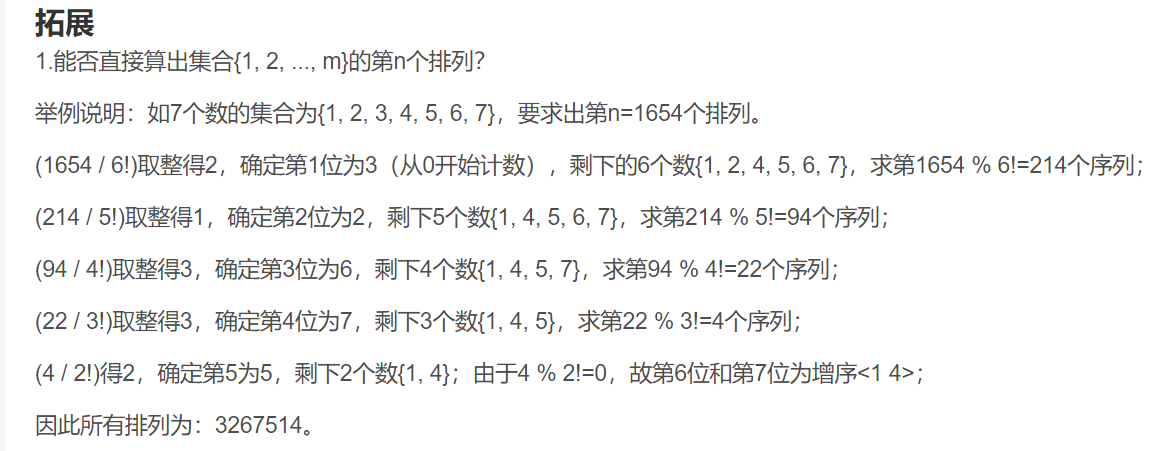 拓展
1.能否直接算出集合{1, 2, ..., m}的第n个排列？
举例说明：如7个数的集合为{1, 2, 3, 4, 5, 6, 7}，要求出第n=1654个排列。
(1654 / 6!)取整得2，确定第1位为3（从0开始计数），剩下的6个数{1, 2, 4, 5, 6, 7}，求第1654 % 6!=214个序列；
(214 / 5!)取整得1，确定第2位为2，剩下5个数{1, 4, 5, 6, 7}，求第214 % 5!=94个序列；
(94 / 4!)取整得3，确定第3位为6，剩下4个数{1, 4, 5, 7}，求第94 % 4!=22个序列；
(22 / 3!)取整得3，确定第4位为7，剩下3个数{1, 4, 5}，求第22 % 3!=4个序列；
(4 / 2!)得2，确定第5为5，剩下2个数{1, 4}；由于4 % 2!=0，故第6位和第7位为增序<1 4>；
因此所有排列为：3267514。